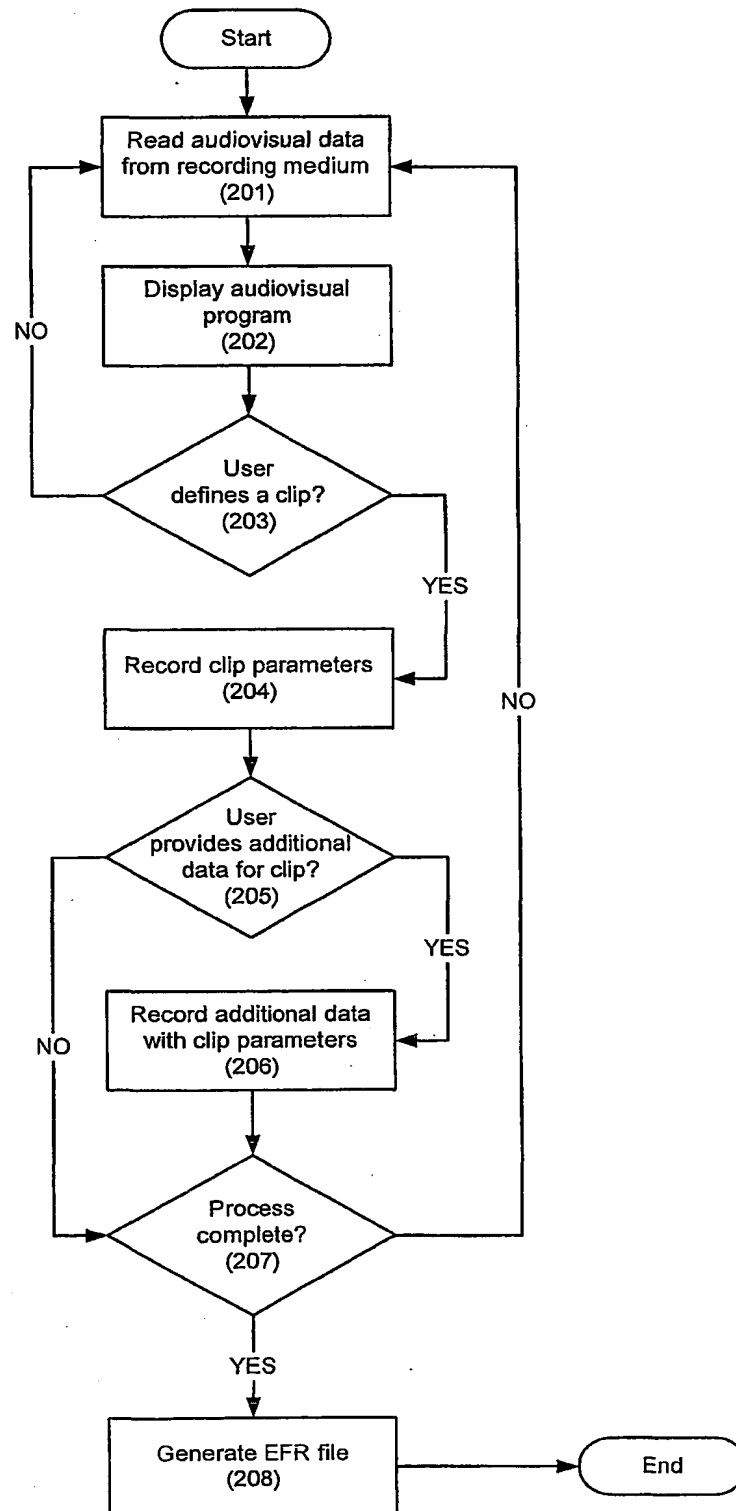 Start
Read audiovisual data
from recording medium
(201)
Display audiovisual
program
(202)
NO
User
defines a clip?
(203)
YES
Record clip parameters
(204)
NO
User
provides additional
data for clip?
(205)
YES
Record additional data
with clip parameters
(206)
NO
Process
complete?
(207)
YES
Generate EFR file
(208)
End